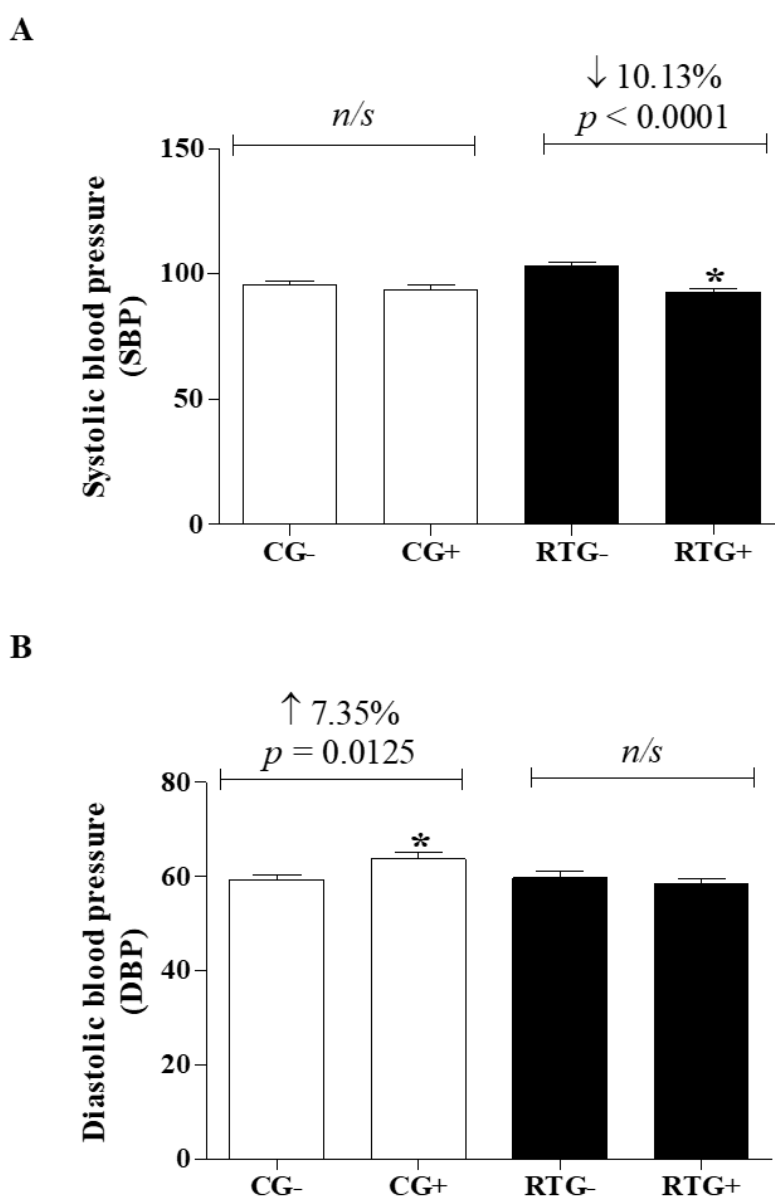 A
↓ 10.13%
n/s
p < 0.0001
150
100
50
0
Systolic blood pressure
(SBP)
*
CG-
CG+
RTG-
RTG+
B
↑ 7.35%
p = 0.0125
n/s
80
60
40
20
0
Diastolic blood pressure
(DBP)
*
CG-
CG+
RTG-
RTG+